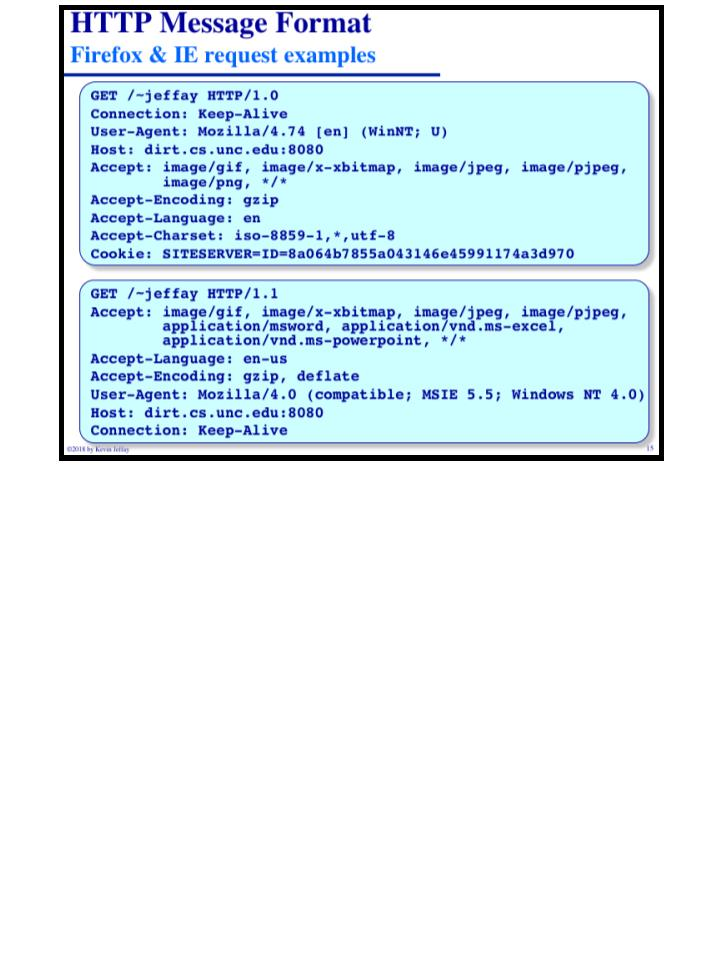 HTTP Message Format
Firefox & IE request examples
GET /~jeffay HTTP/1.0
Connection: Keep-Alive
User-Agent: Mozilla/4.74 [en] (WinNT; U)
Host: dirt.cs.unc.edu:8080
Accept: image/gif, image/x-xbitmap, image/jpeg, image/pjpeg,
image/png, */*
Accept-Encoding: gzip
Accept-Language: en
Accept-Charset: iso-8859-1,*,utf-8
Cookie: SITESERVER=ID=8a064b7855a043146e45991174a3d970
GET /~jeffay HTTP/1.1
Accept: image/gif, image/x-xbitmap, image/jpeg, image/pjpeg,
application/msword, application/vnd.ms-excel,
application/vnd.ms-powerpoint, */*
Accept-Language: en-us
Accept-Encoding: gzip, deflate
User-Agent: Mozilla/4.0 (compatible; MSIE 5.5; Windows NT 4.0)
Host: dirt.cs.unc.edu:8080
Connection: Keep-Alive
©2018 by Kevin Jeffay
15